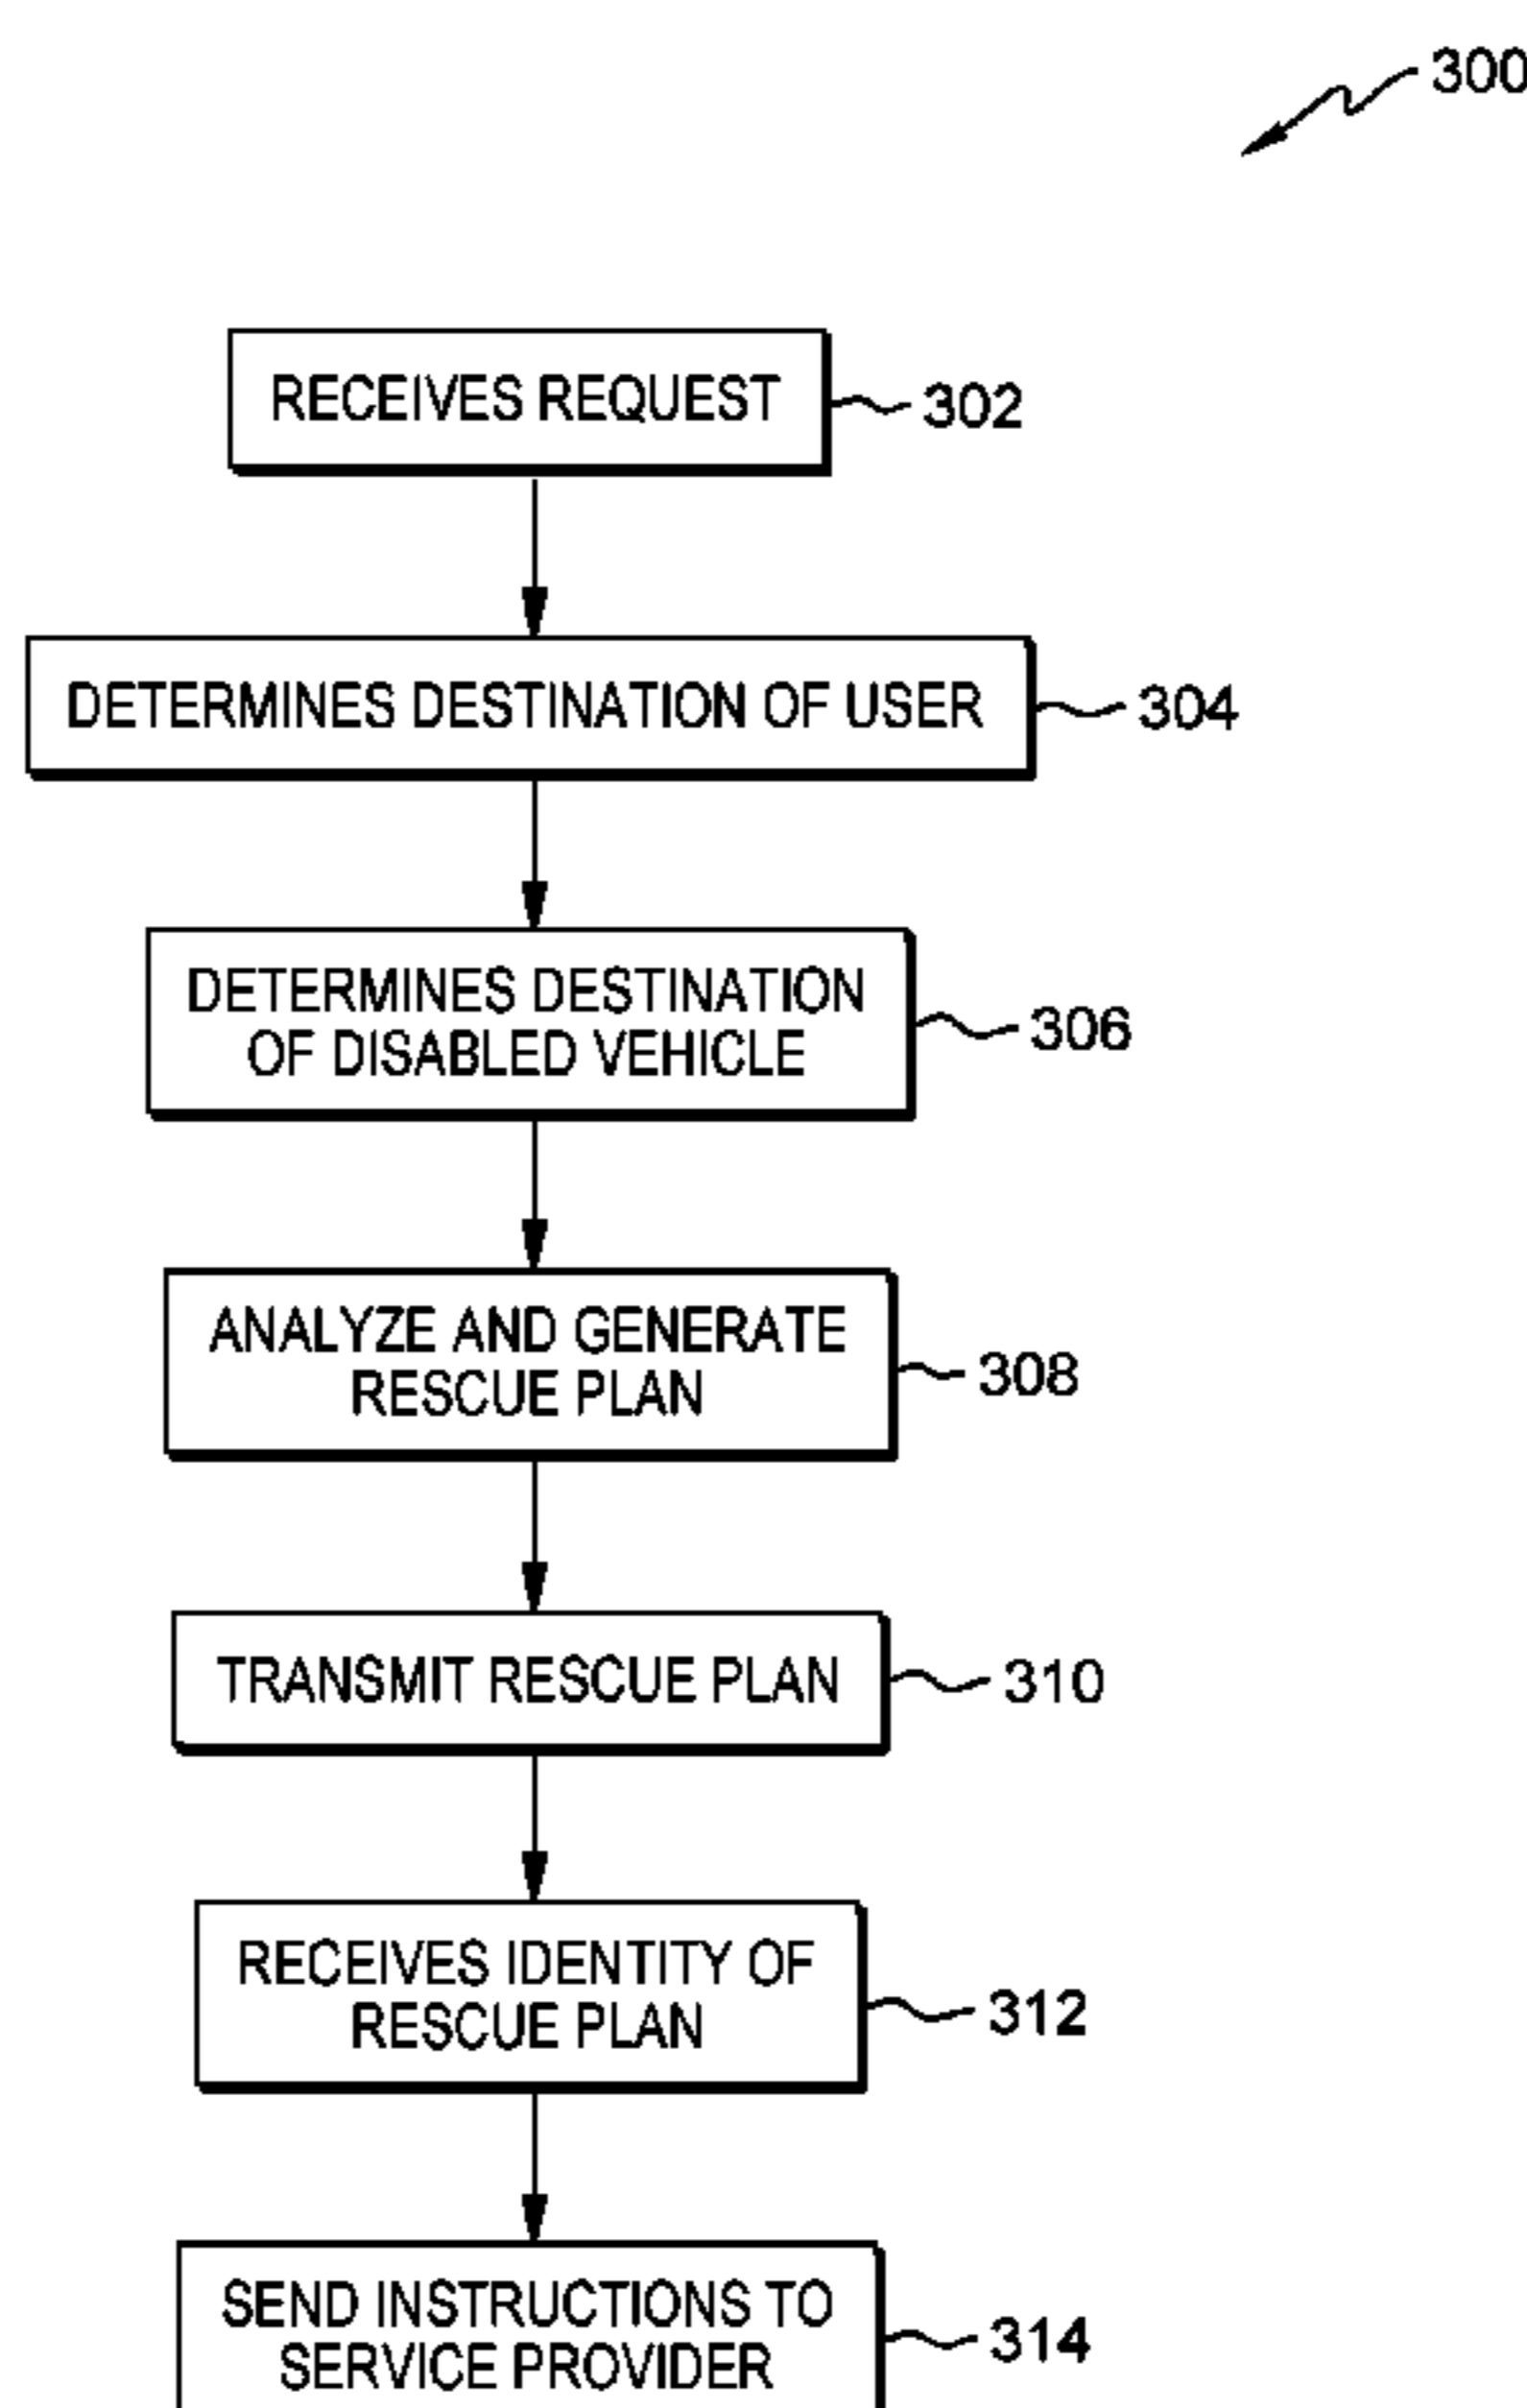 300
RECEIVES REQUEST
302
DETERMINES DESTINATION OF USER
304
DETERMINES DESTINATION
OF DISABLED VEHICLE
306
ANALYZE AND GENERATE
RESCUE PLAN
308
TRANSMIT RESCUE PLAN
310
RECEIVES IDENTITY OF
RESCUE PLAN
312
SEND INSTRUCTIONS TO
SERVICE PROVIDER
314